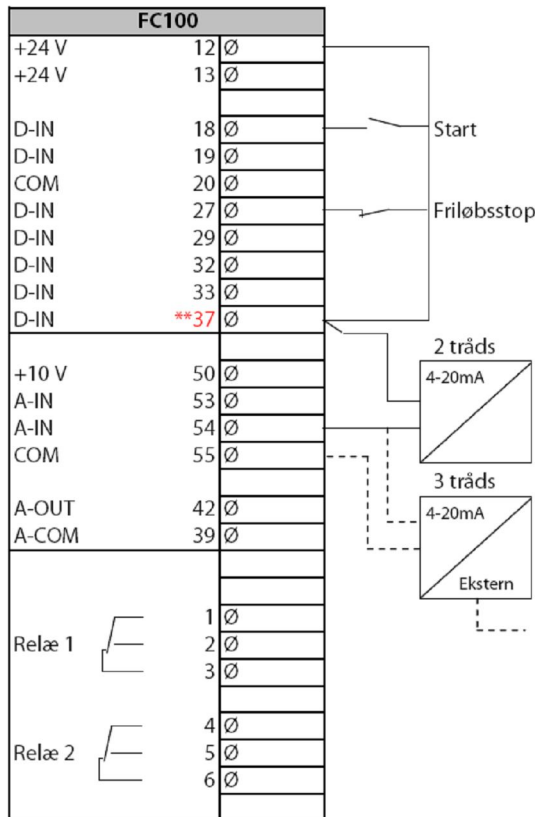 FC100
+24 V 12 Ø
+24 V 13 Ø
D-IN 18 Ø Start
D-IN 19 Ø
COM 20 Ø
D-IN 27 Ø Friløbsstop
D-IN 29 Ø
D-IN 32 Ø
D-IN 33 Ø
D-IN **37 Ø
2 tråds
+10 V 50 Ø 4-20mA
A-IN 53 Ø
A-IN 54 Ø
COM 55 Ø
3 tråds
A-OUT 42 Ø 4-20mA
A-COM 39 Ø
Ekstern
1 Ø
Relæ 1 2 Ø
3 Ø
4 Ø
Relæ 2 5 Ø
6 Ø